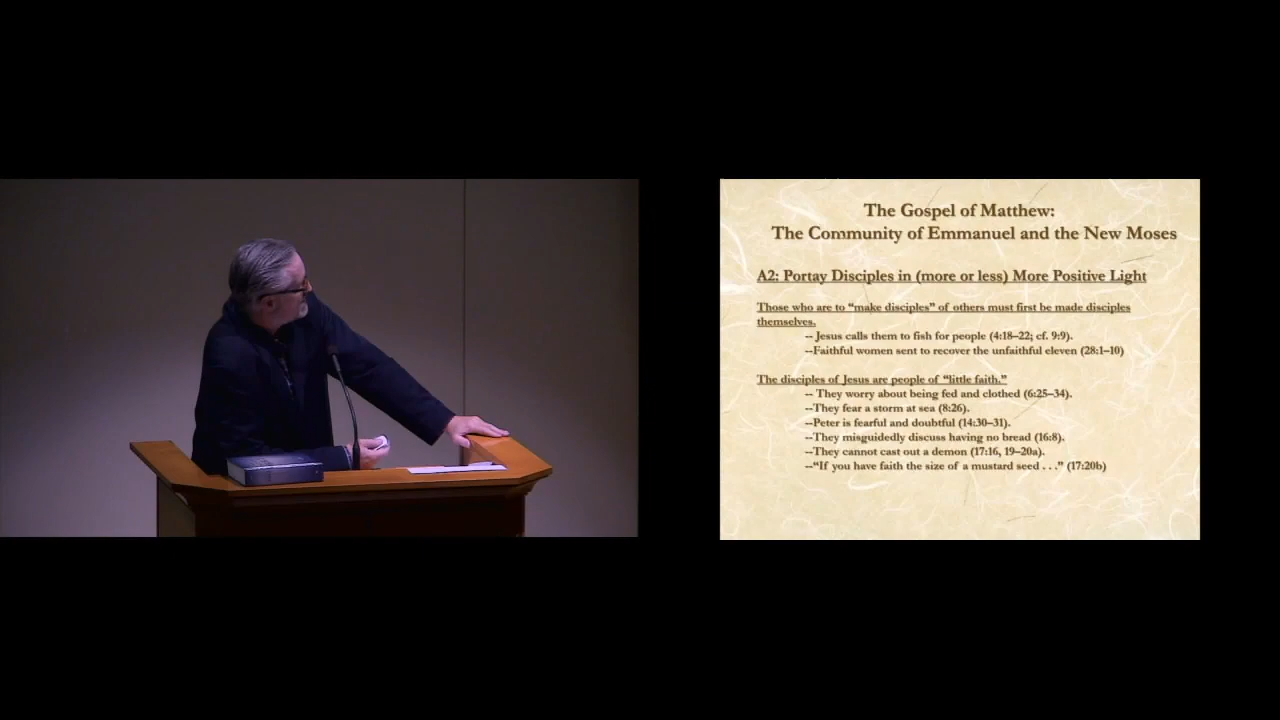 The Gospel of Matthew:
The Community of Emmanuel and the New Moses
A2: Portay Disciples in (more or less) More Positive Light
Those who are to “make disciples” of others must first be made disciples
themselves.
-- Jesus calls them to fish for people (4:18–22; cf. 9:9).
--Faithful women sent to recover the unfaithful eleven (28:1–10)
The disciples of Jesus are people of “little faith.”
-- They worry about being fed and clothed (6:25–34).
--They fear a storm at sea (8:26).
--Peter is fearful and doubtful (14:30–31).
--They misguidedly discuss having no bread (16:8).
--They cannot cast out a demon (17:16, 19–20a).
--“If you have faith the size of a mustard seed . . .” (17:20b)